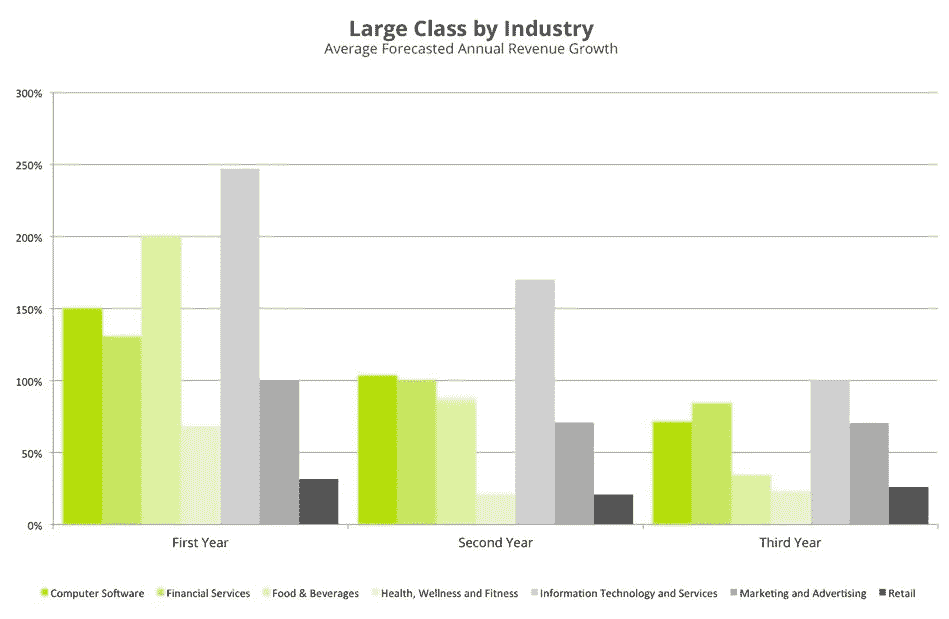 Large Class by Industry
Average Forecasted Annual Revenue Growth
300%
250%
200%
150%
100%
50%
0%
First Year Second Year Third Year
Computer Software Financial Services Food & Beverages Health, Wellness and Fitness Information Technology and Services Marketing and Advertising Retail